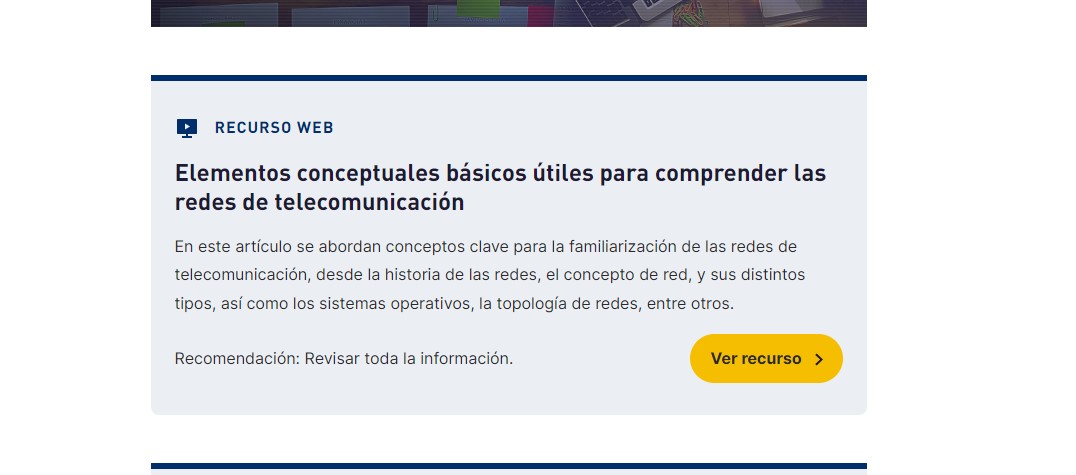 RECURSO WEB
Elementos conceptuales básicos útiles para comprender las
redes de telecomunicación
En este artículo se abordan conceptos clave para la familiarización de las redes de
telecomunicación, desde la historia de las redes, el concepto de red, y sus distintos
tipos, así como los sistemas operativos, la topología de redes, entre otros.
Recomendación: Revisar toda la información.
Ver recurso